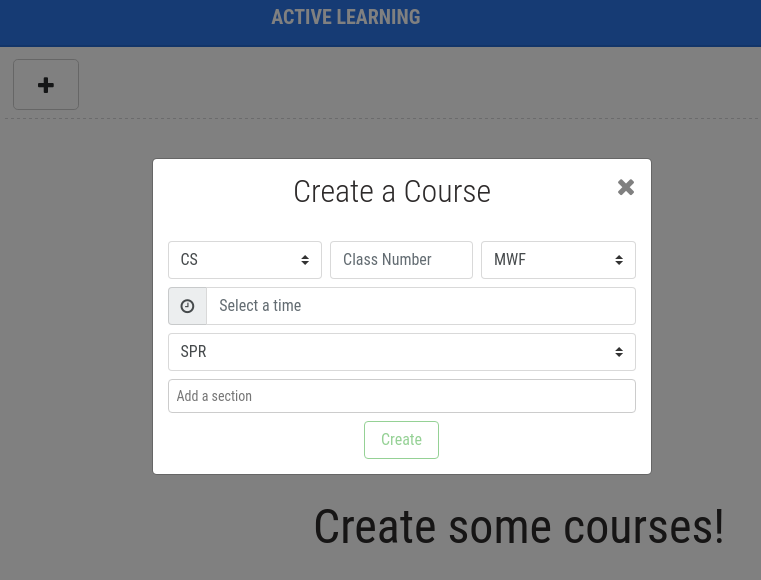 ACTIVE LEARNING
Create a Course
CS Class Number MWF
Select a time
SPR
Add a section
Create
Create some courses!